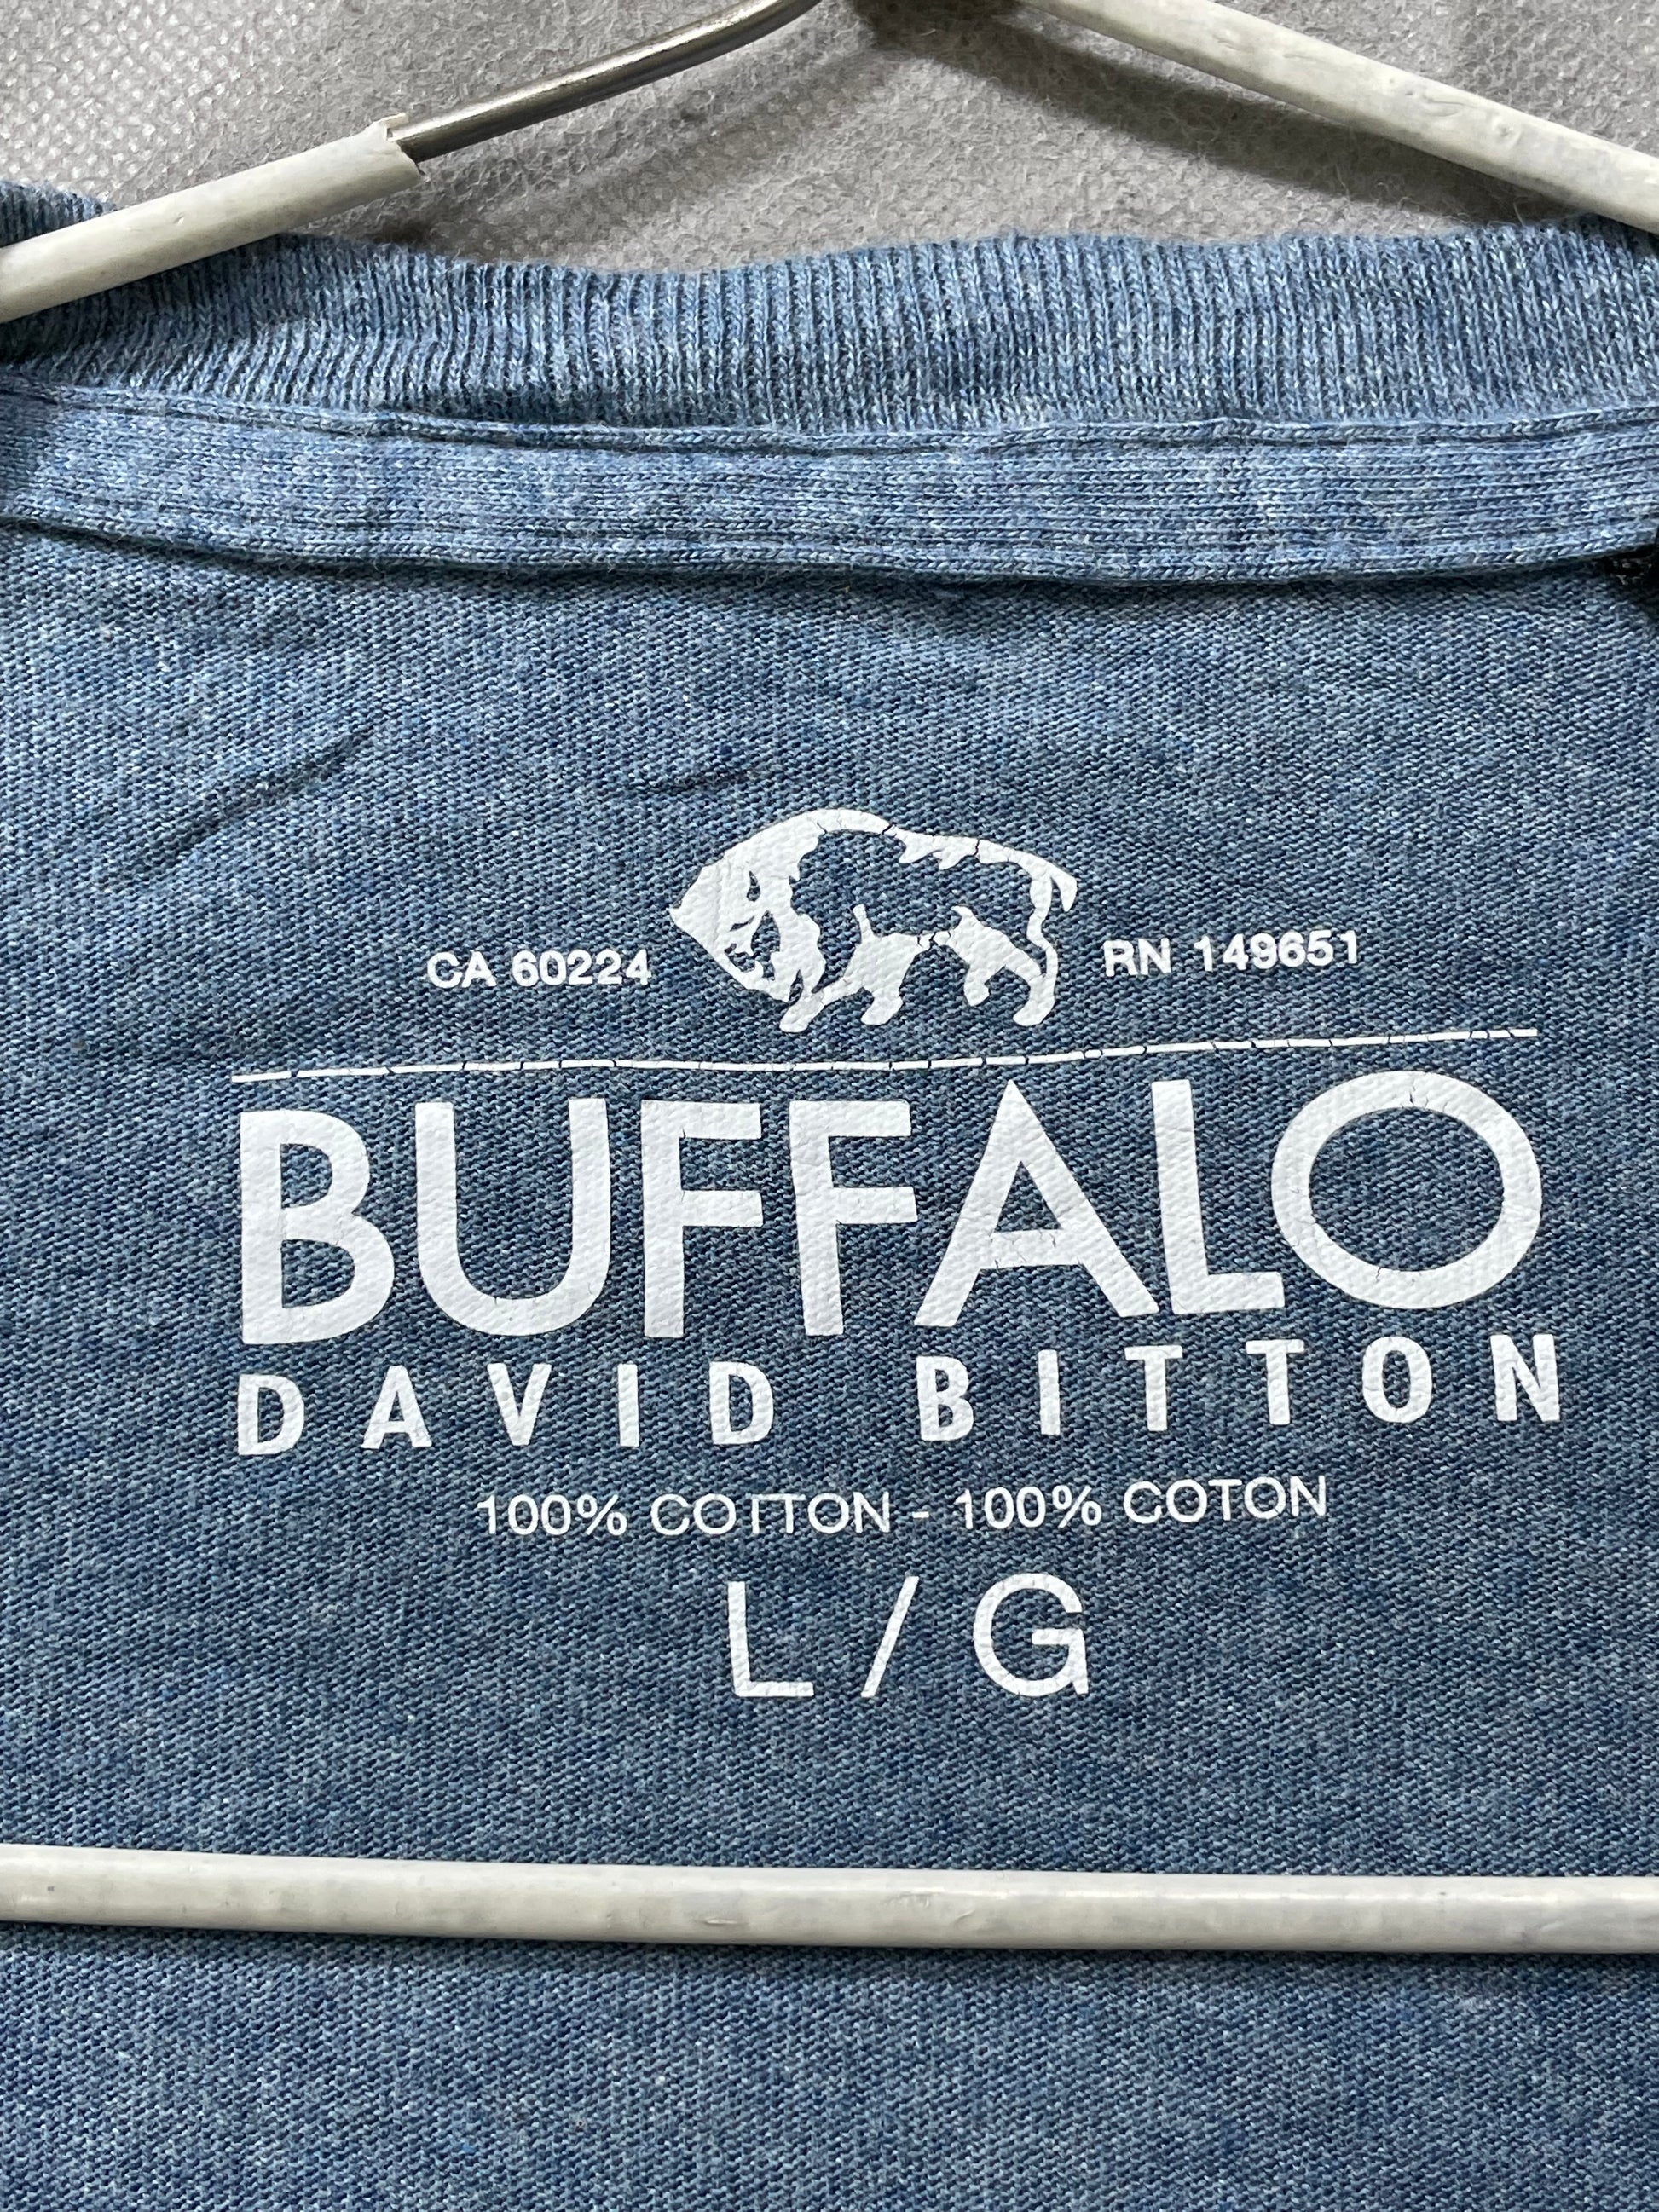 CA 60224 RN 149651
BUFFALO
DAVID BITTON
100% COTTON - 100% COTON
L / G